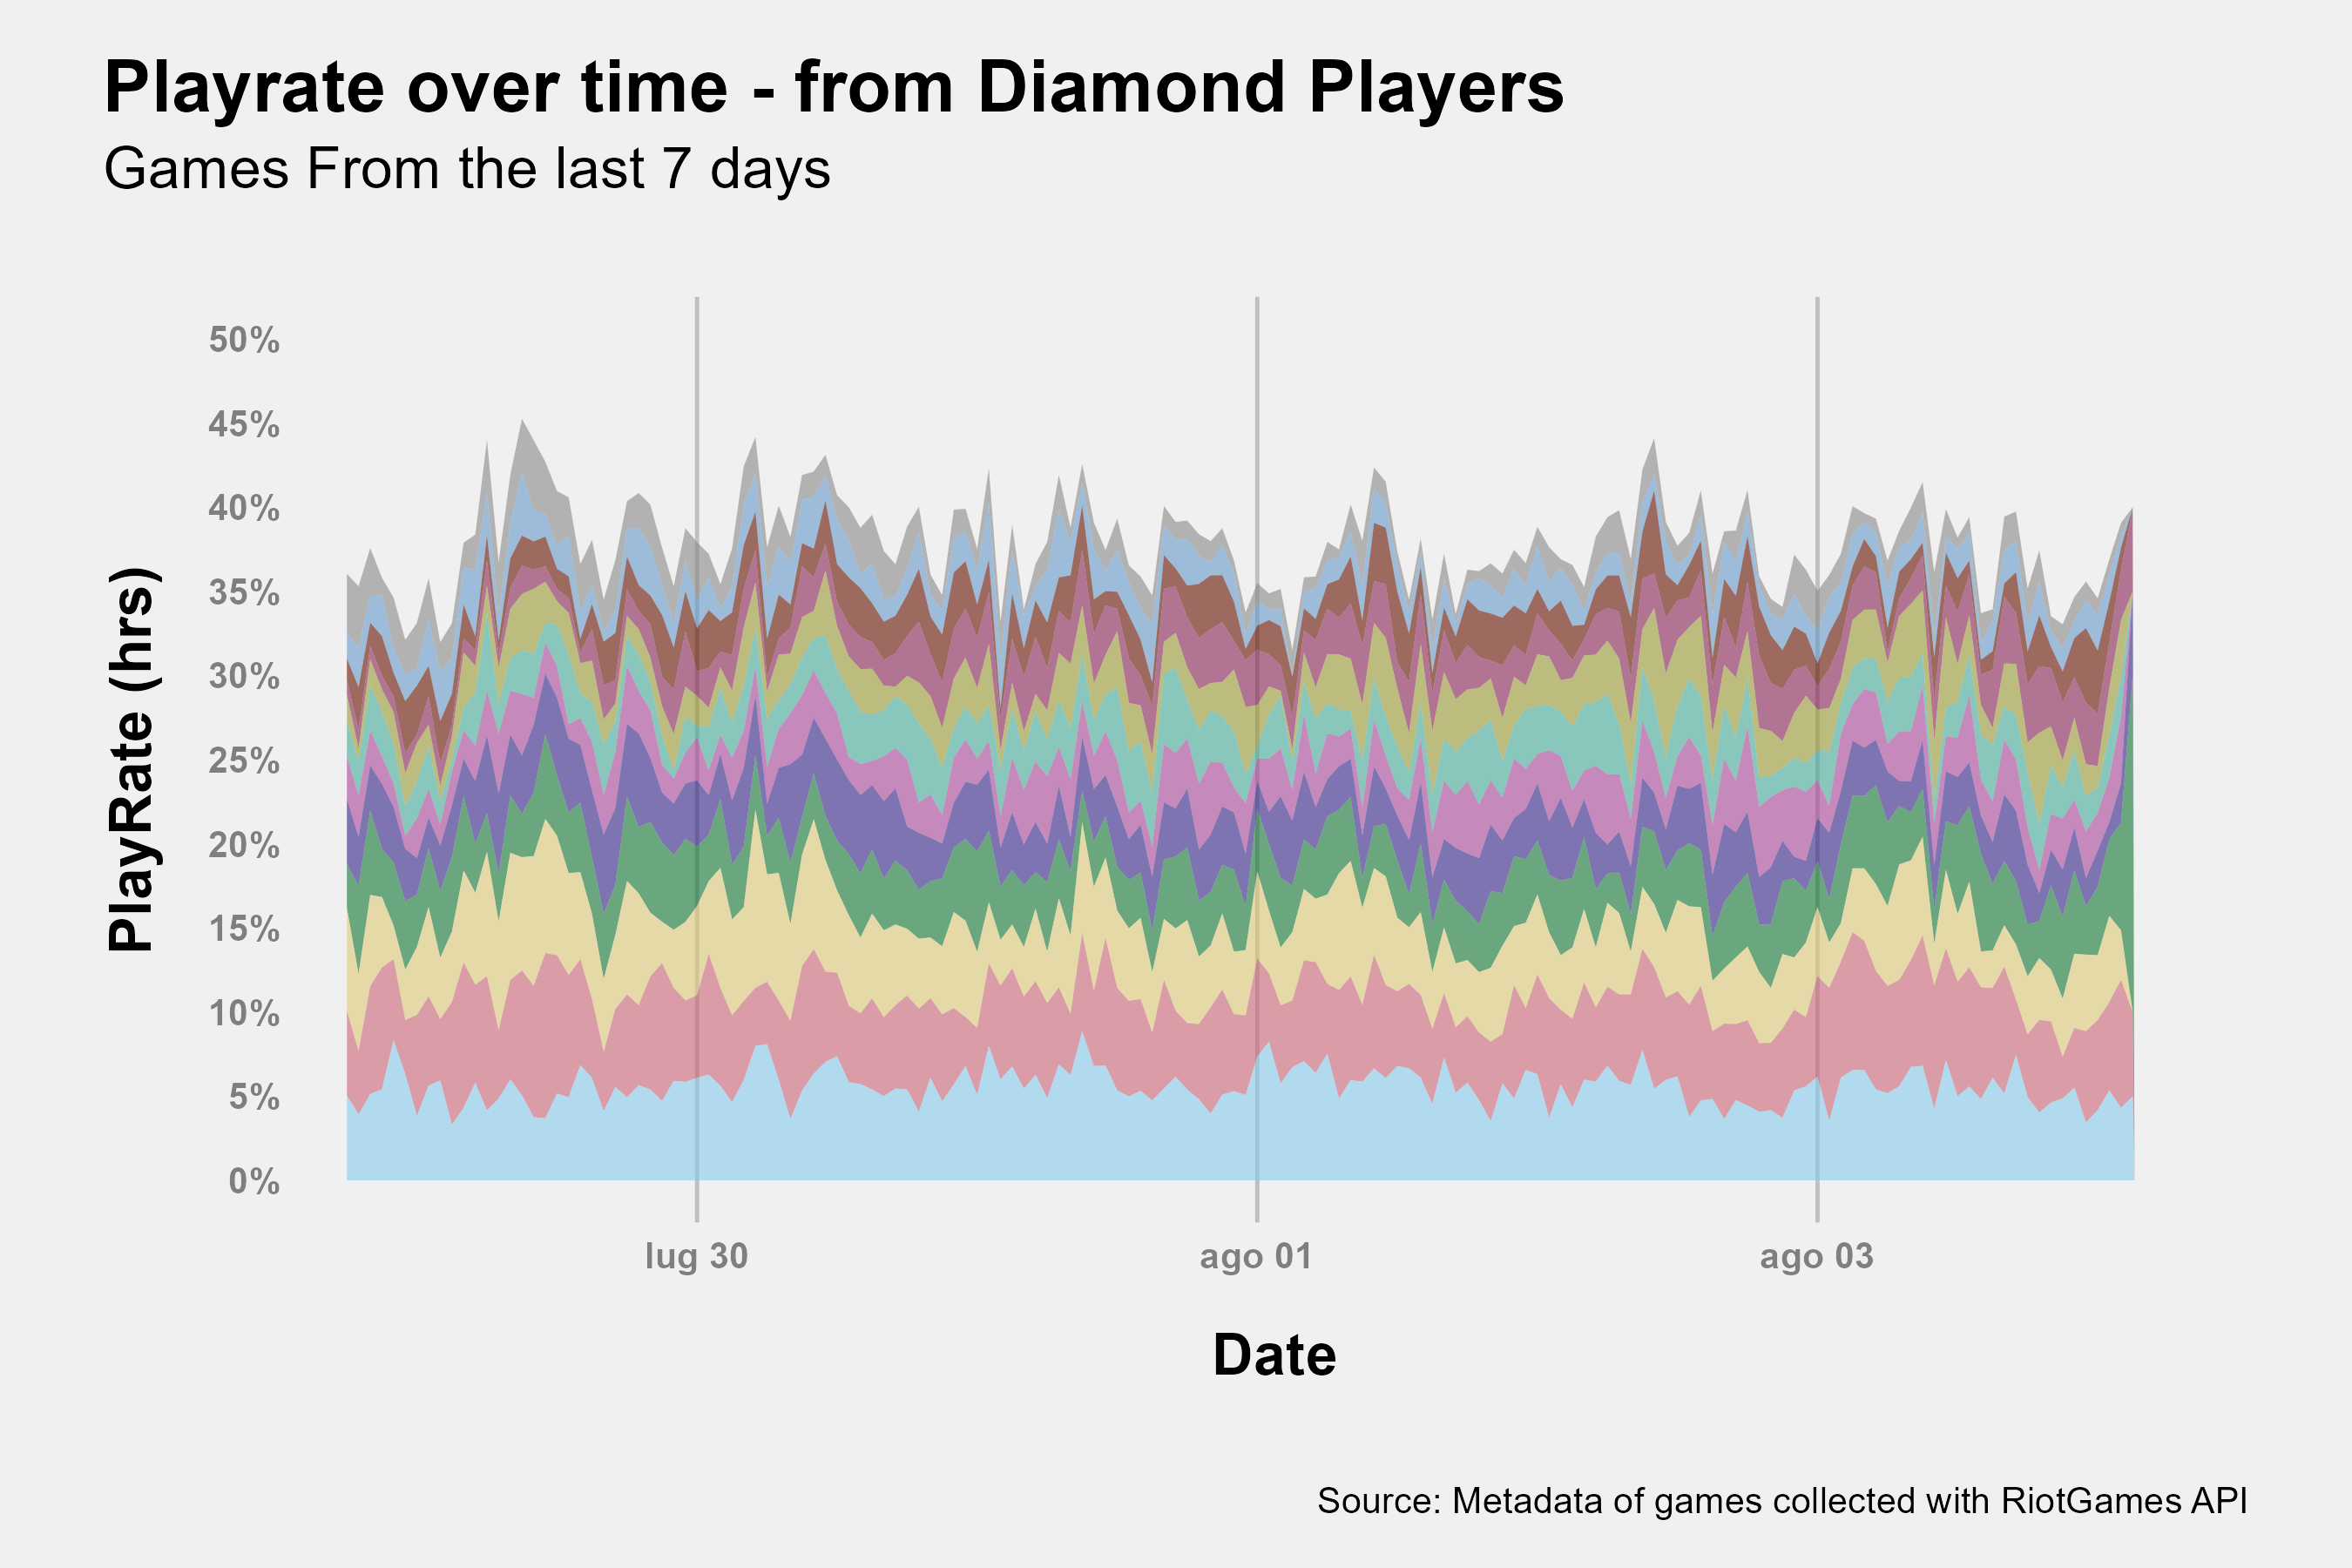 Playrate over time - from Diamond Players
Games From the last 7 days
PlayRate (hrs)
50%
45%
40%
35%
30%
25%
20%
15%
10%
5%
0%
lug 30
ago 01
ago 03
Date
Source: Metadata of games collected with RiotGames API